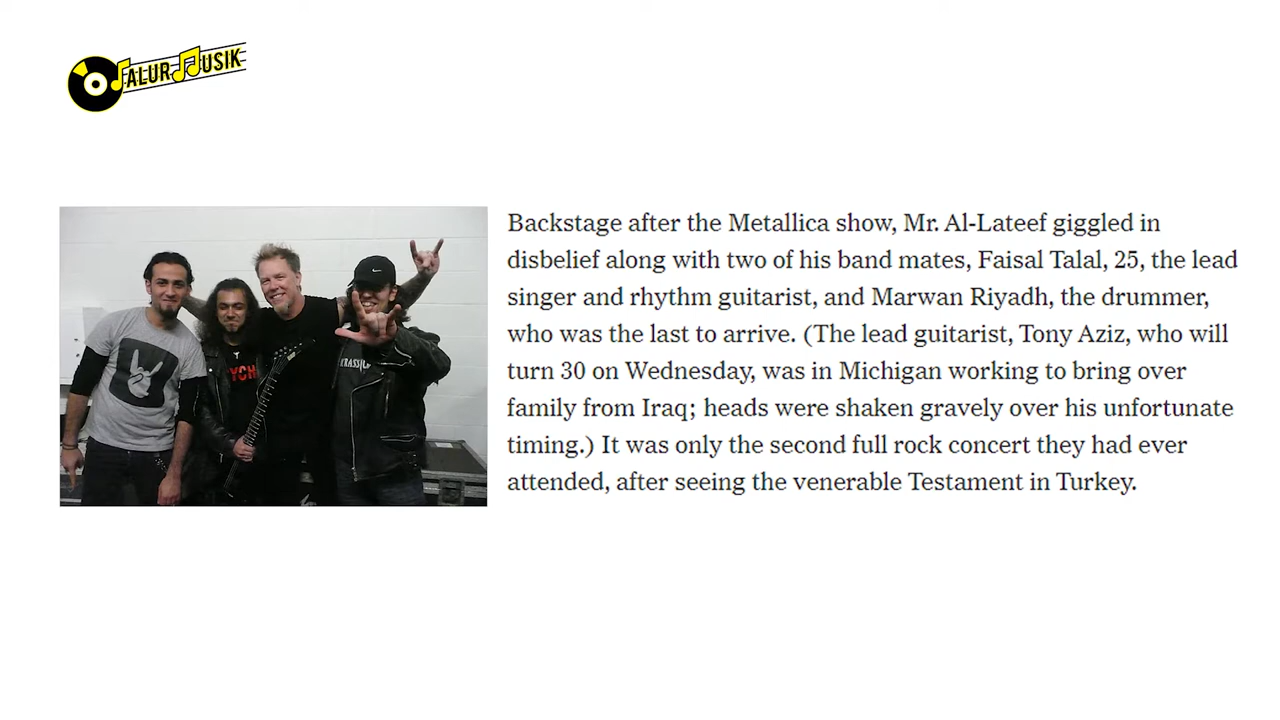 ALUR MUSIK
Backstage after the Metallica show, Mr. Al-Lateef giggled in
disbelief along with two of his band mates, Faisal Talal, 25, the lead
singer and rhythm guitarist, and Marwan Riyadh, the drummer,
who was the last to arrive. (The lead guitarist, Tony Aziz, who will
turn 30 on Wednesday, was in Michigan working to bring over
family from Iraq; heads were shaken gravely over his unfortunate
timing.) It was only the second full rock concert they had ever
attended, after seeing the venerable Testament in Turkey.